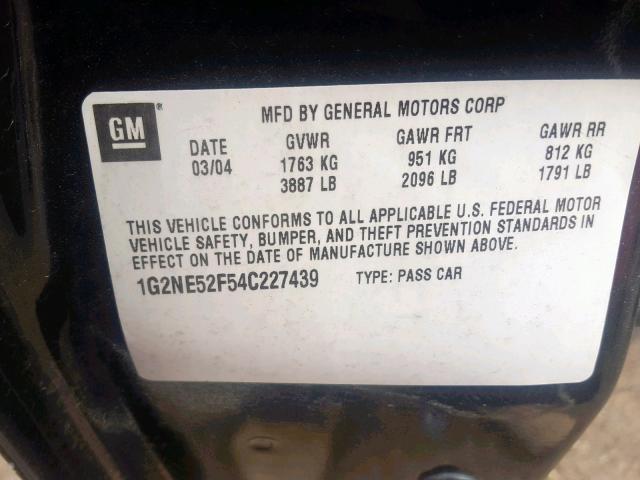 GM®
MFD BY GENERAL MOTORS CORP
DATE GVWR GAWR FRT GAWR RR
03/04 1763 KG 951 KG 812 KG
3887 LB 2096 LB 1791 LB
THIS VEHICLE CONFORMS TO ALL APPLICABLE U.S. FEDERAL MOTOR
VEHICLE SAFETY, BUMPER, AND THEFT PREVENTION STANDARDS IN
EFFECT ON THE DATE OF MANUFACTURE SHOWN ABOVE.
1G2NE52F54C227439 TYPE: PASS CAR